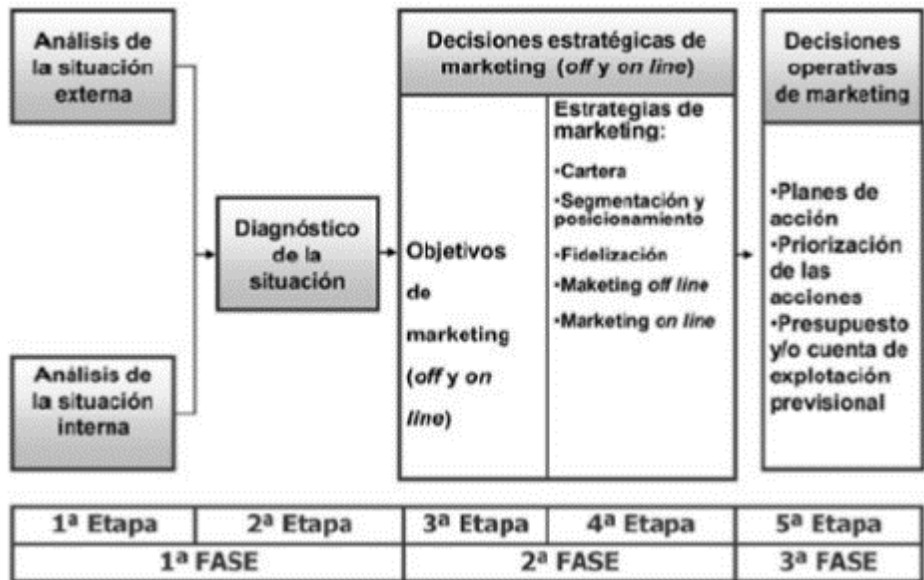 Análisis de
la situación
externa
Análisis de
la situación
interna
Diagnóstico
de la
situación
Decisiones estratégicas de
marketing (off y on line)
Objetivos
de
marketing
(off y on
line)
Estrategias de
marketing:
•Cartera
•Segmentación y
posicionamiento
•Fidelización
•Maketing off line
•Marketing on line
Decisiones
operativas
de marketing
•Planes de
acción
•Priorización
de las
acciones
•Presupuesto
y/o cuenta de
explotación
previsional
1ª Etapa
2ª Etapa
3ª Etapa
4ª Etapa
5ª Etapa
1ª FASE
2ª FASE
3ª FASE